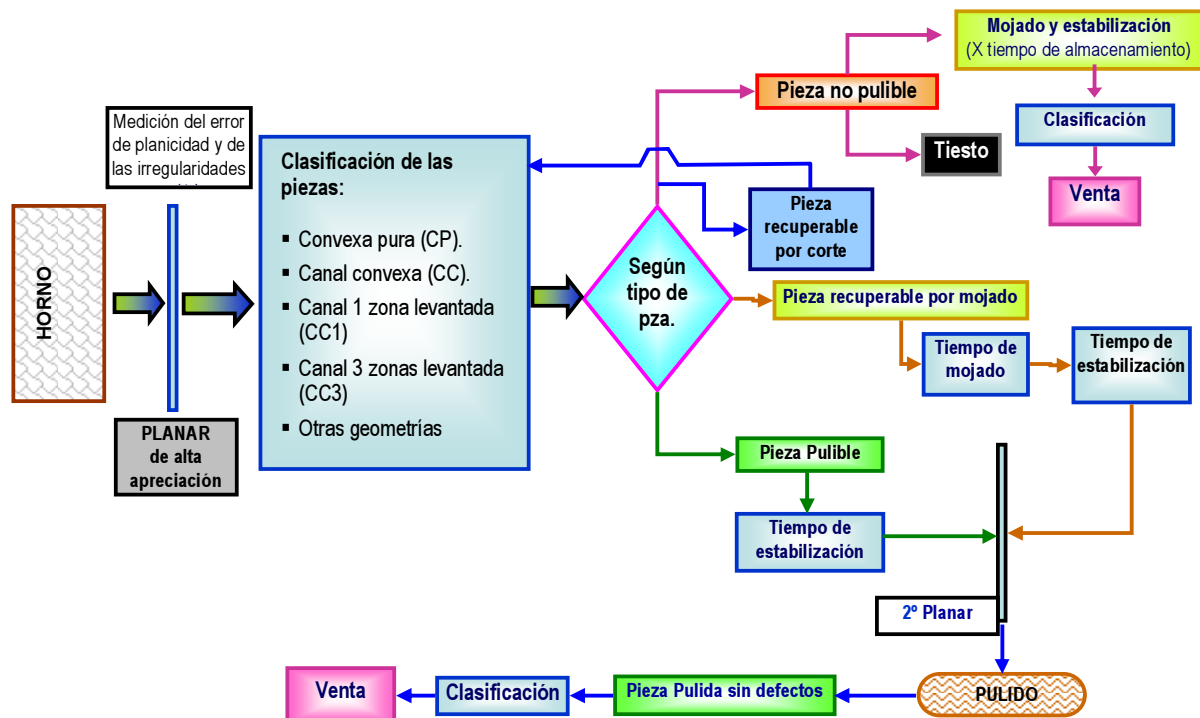 Medición del error
de planicidad y de
las irregularidades
HORNO
PLANAR
de alta
apreciación
Clasificación de las
piezas:
▪ Convexa pura (CP).
▪ Canal convexa (CC).
▪ Canal 1 zona levantada
(CC1)
▪ Canal 3 zonas levantada
(CC3)
▪ Otras geometrías
Según
tipo de
pza.
Pieza no pulible
Mojado y estabilización
(X tiempo de almacenamiento)
Clasificación
Venta
Tiesto
Pieza
recuperable
por corte
Pieza recuperable por mojado
Tiempo de
mojado
Tiempo de
estabilización
Pieza Pulible
Tiempo de
estabilización
2º Planar
PULIDO
Pieza Pulida sin defectos
Clasificación
Venta